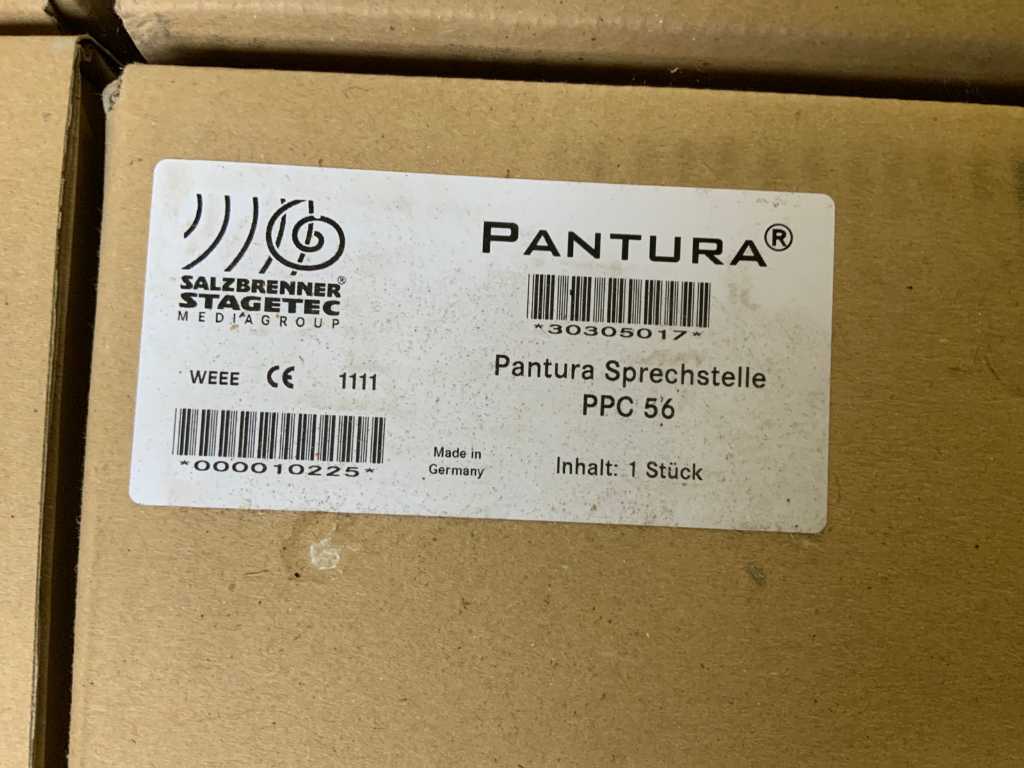 SALZBRENNER®
STAGETEC
MEDIAGROUP
PANTURA®
*30305017*
Pantura Sprechstelle
PPC 56
WEEE CE 1111
*000010225*
Made in
Germany
Inhalt: 1 Stück